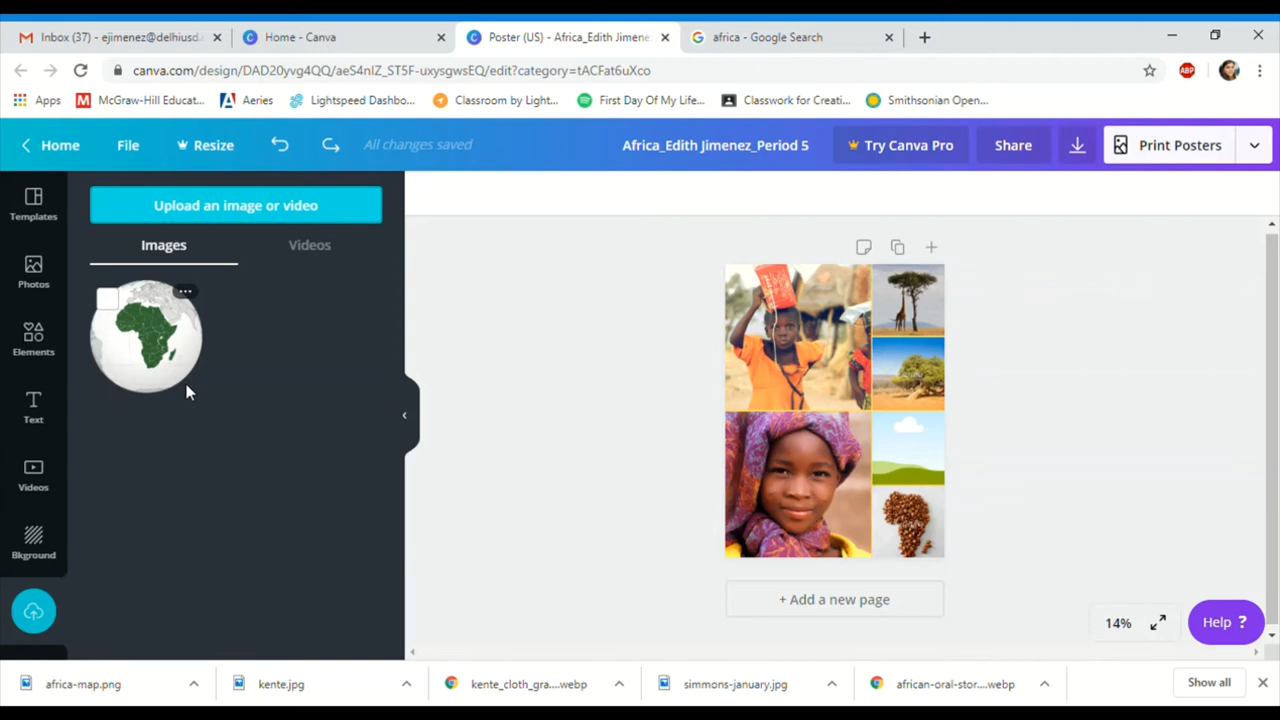 Inbox (37) - ejimenez@delhiusd.
Home - Canva
Poster (US) - Africa_Edith Jimene
africa - Google Search
canva.com/design/DAD20yvg4QQ/aeS4nIZ_ST5F-uxysgwsEQ/edit?category=tACFat6uXco
ABP
Apps
McGraw-Hill Educat...
Aeries
Lightspeed Dashbo...
Classroom by Light...
First Day Of My Life...
Classwork for Creati...
Smithsonian Open...
Home
File
Resize
All changes saved
Africa_Edith Jimenez_Period 5
Try Canva Pro
Share
Print Posters
Templates
Photos
Elements
Text
Videos
Bkground
Upload an image or video
Images
Videos
+ Add a new page
14%
Help ?
africa-map.png
kente.jpg
kente_cloth_gra....webp
simmons-january.jpg
african-oral-stor....webp
Show all